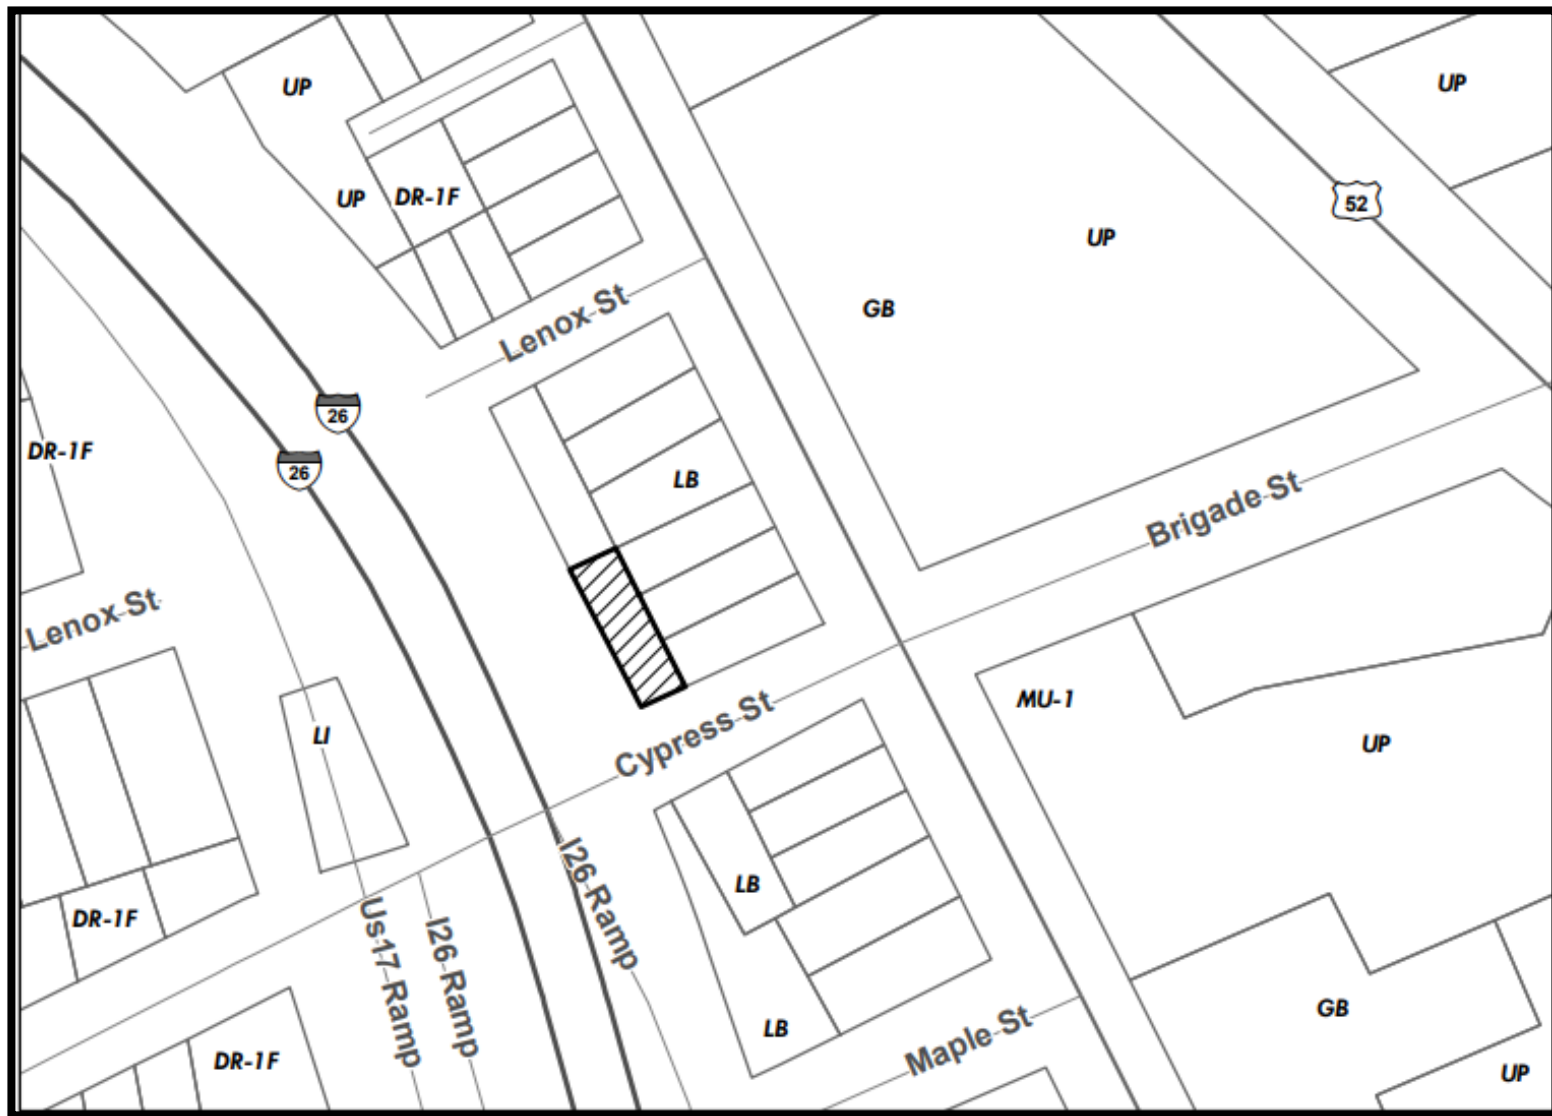 UP
UP
UP
DR-1F
52
UP
Lenox St
GB
26
26
DR-1F
LB
Brigade St
Lenox St
MU-1
LI
Cypress St
UP
I26 Ramp
LB
DR-1F
Us17 Ramp
I26 Ramp
GB
LB
Maple St
DR-1F
UP